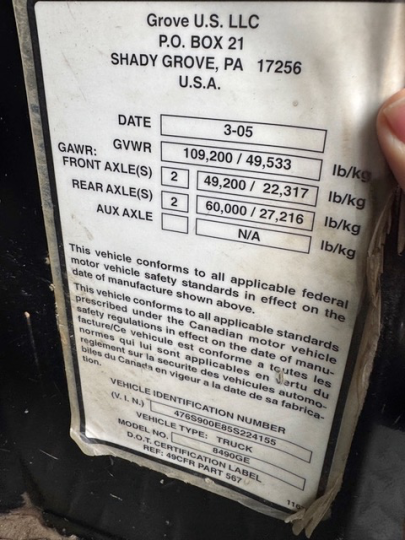 Grove U.S. LLC
P.O. BOX 21
SHADY GROVE, PA 17256
U.S.A.
DATE 3-05
GAWR: GVWR 109,200 / 49,533 lb/kg
FRONT AXLE(S) 2 49,200 / 22,317 lb/kg
REAR AXLE(S) 2 60,000 / 27,216 lb/kg
AUX AXLE N/A lb/kg
This vehicle conforms to all applicable federal
motor vehicle safety standards in effect on the
date of manufacture shown above.
This vehicle conforms to all applicable standards
prescribed under the Canadian motor vehicle
safety regulations in effect on the date of manu-
facture/Ce véhicule est conforme a toutes les
normes qui lui sont applicables en vertu du
reglement sur la securite des vehicules automo-
biles du Canada en vigeur a la date de sa fabrica-
tion.
VEHICLE IDENTIFICATION NUMBER
(V. I. N.) 476S900E85S224155
VEHICLE TYPE: TRUCK
MODEL NO. 8490GE
D.O.T. CERTIFICATION LABEL
REF: 49CFR PART 567